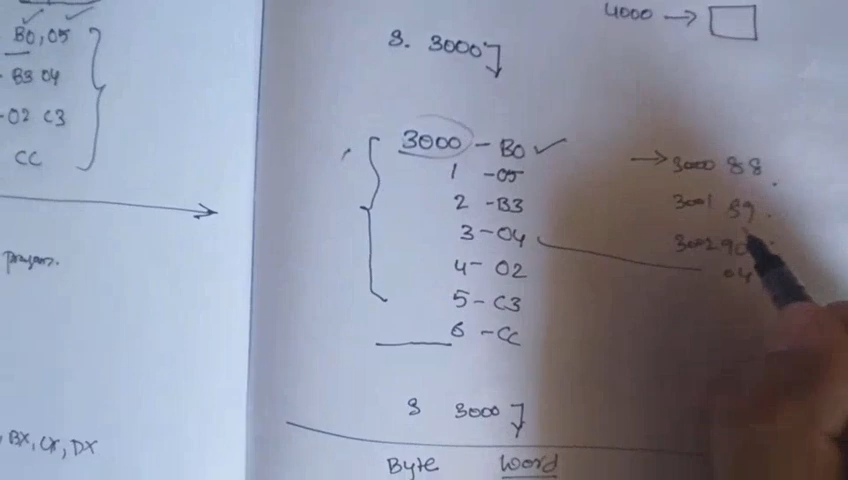 B0, 05
- B3 04
- 02 C3
CC
, BX, CX, DX
4000 →
S. 3000
3000 - B0 ✓
1 - 05
2 - B3
3 - 04
4 - 02
5 - C3
6 - CC
→ 3000 88
3001 89
3002 90
04
S 3000
Byte Word